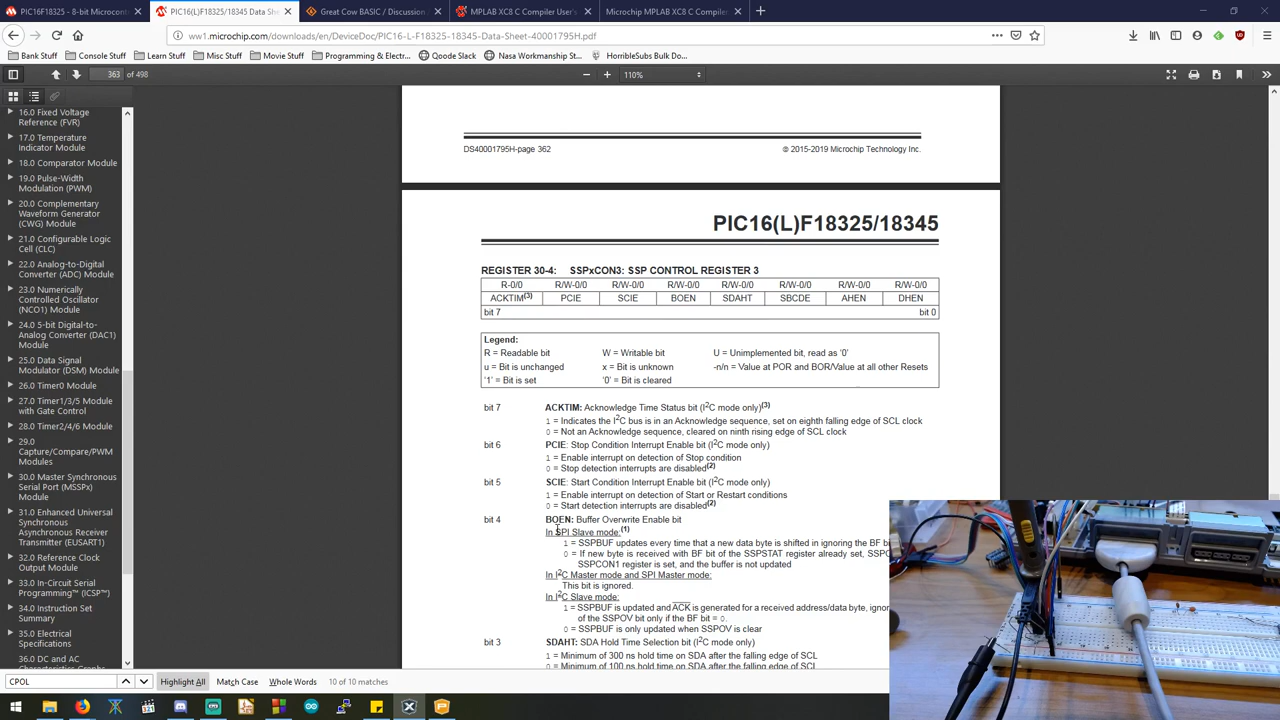 PIC16F18325 - 8-bit Microcont
PIC16(L)F18325/18345 Data She
Great Cow BASIC / Discussion /
MPLAB XC8 C Compiler User's
Microchip MPLAB XC8 C Compiler
ww1.microchip.com/downloads/en/DeviceDoc/PIC16-L-F18325-18345-Data-Sheet-40001795H.pdf
Bank Stuff
Console Stuff
Learn Stuff
Misc Stuff
Movie Stuff
Programming & Electr...
Qoode Slack
Nasa Workmanship St...
HorribleSubs Bulk Do...
363 of 498
110%
16.0 Fixed Voltage
Reference (FVR)
17.0 Temperature
Indicator Module
18.0 Comparator Module
19.0 Pulse-Width
Modulation (PWM)
20.0 Complementary
Waveform Generator
(CWG) Module
21.0 Configurable Logic
Cell (CLC)
22.0 Analog-to-Digital
Converter (ADC) Module
23.0 Numerically
Controlled Oscillator
(NCO1) Module
24.0 5-bit Digital-to-
Analog Converter (DAC1)
Module
25.0 Data Signal
Modulator (DSM) Module
26.0 Timer0 Module
27.0 Timer1/3/5 Module
with Gate Control
28.0 Timer2/4/6 Module
29.0
Capture/Compare/PWM
Modules
30.0 Master Synchronous
Serial Port (MSSPx)
Module
31.0 Enhanced Universal
Synchronous
Asynchronous Receiver
Transmitter (EUSART1)
32.0 Reference Clock
Output Module
33.0 In-Circuit Serial
Programming™ (ICSP™)
34.0 Instruction Set
Summary
35.0 Electrical
Specifications
36.0 DC and AC
Characteristics Graphs
DS40001795H-page 362
© 2015-2019 Microchip Technology Inc.
PIC16(L)F18325/18345
REGISTER 30-4: SSPxCON3: SSP CONTROL REGISTER 3
R-0/0 R/W-0/0 R/W-0/0 R/W-0/0 R/W-0/0 R/W-0/0 R/W-0/0 R/W-0/0
ACKTIM(3) PCIE SCIE BOEN SDAHT SBCDE AHEN DHEN
bit 7 bit 0
Legend:
R = Readable bit W = Writable bit U = Unimplemented bit, read as '0'
u = Bit is unchanged x = Bit is unknown -n/n = Value at POR and BOR/Value at all other Resets
'1' = Bit is set '0' = Bit is cleared
bit 7 ACKTIM: Acknowledge Time Status bit (I2C mode only)(3)
1 = Indicates the I2C bus is in an Acknowledge sequence, set on eighth falling edge of SCL clock
0 = Not an Acknowledge sequence, cleared on ninth rising edge of SCL clock
bit 6 PCIE: Stop Condition Interrupt Enable bit (I2C mode only)
1 = Enable interrupt on detection of Stop condition
0 = Stop detection interrupts are disabled(2)
bit 5 SCIE: Start Condition Interrupt Enable bit (I2C mode only)
1 = Enable interrupt on detection of Start or Restart conditions
0 = Start detection interrupts are disabled(2)
bit 4 BOEN: Buffer Overwrite Enable bit
In SPI Slave mode:(1)
1 = SSPBUF updates every time that a new data byte is shifted in ignoring the BF bi
0 = If new byte is received with BF bit of the SSPSTAT register already set, SSPO
SSPCON1 register is set, and the buffer is not updated
In I2C Master mode and SPI Master mode:
This bit is ignored.
In I2C Slave mode:
1 = SSPBUF is updated and ACK is generated for a received address/data byte, ignor
of the SSPOV bit only if the BF bit = 0.
0 = SSPBUF is only updated when SSPOV is clear
bit 3 SDAHT: SDA Hold Time Selection bit (I2C mode only)
1 = Minimum of 300 ns hold time on SDA after the falling edge of SCL
0 = Minimum of 100 ns hold time on SDA after the falling edge of SCL
CPOL
Highlight All
Match Case
Whole Words
10 of 10 matches